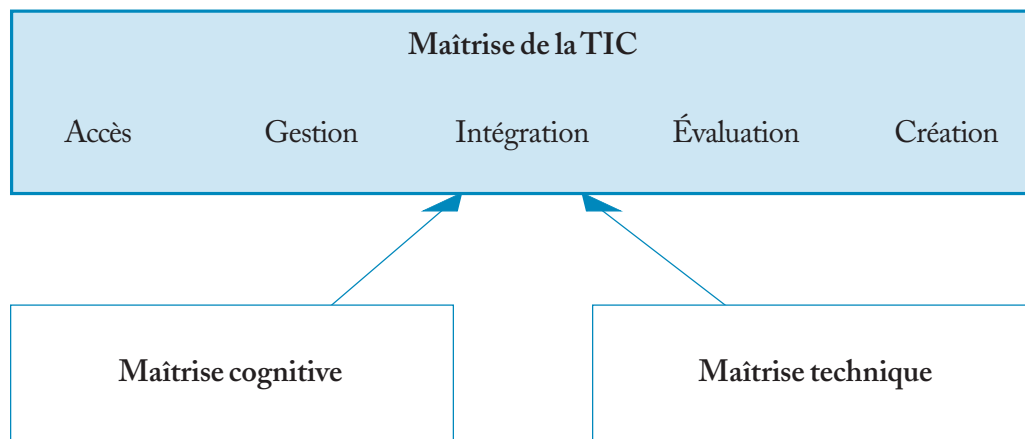 Maîtrise de la TIC
Accès Gestion Intégration Évaluation Création
Maîtrise cognitive Maîtrise technique